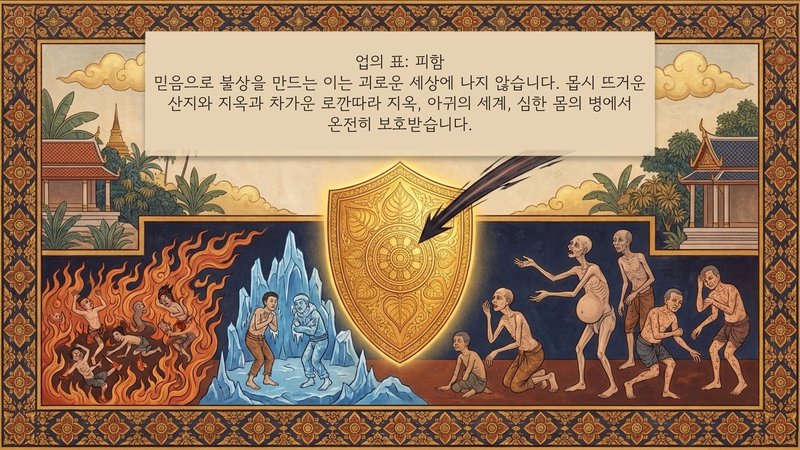 업의 표: 피함
믿음으로 불상을 만드는 이는 괴로운 세상에 나지 않습니다. 몹시 뜨거운
산지와 지옥과 차가운 로깐따라 지옥, 아귀의 세계, 심한 몸의 병에서
온전히 보호받습니다.